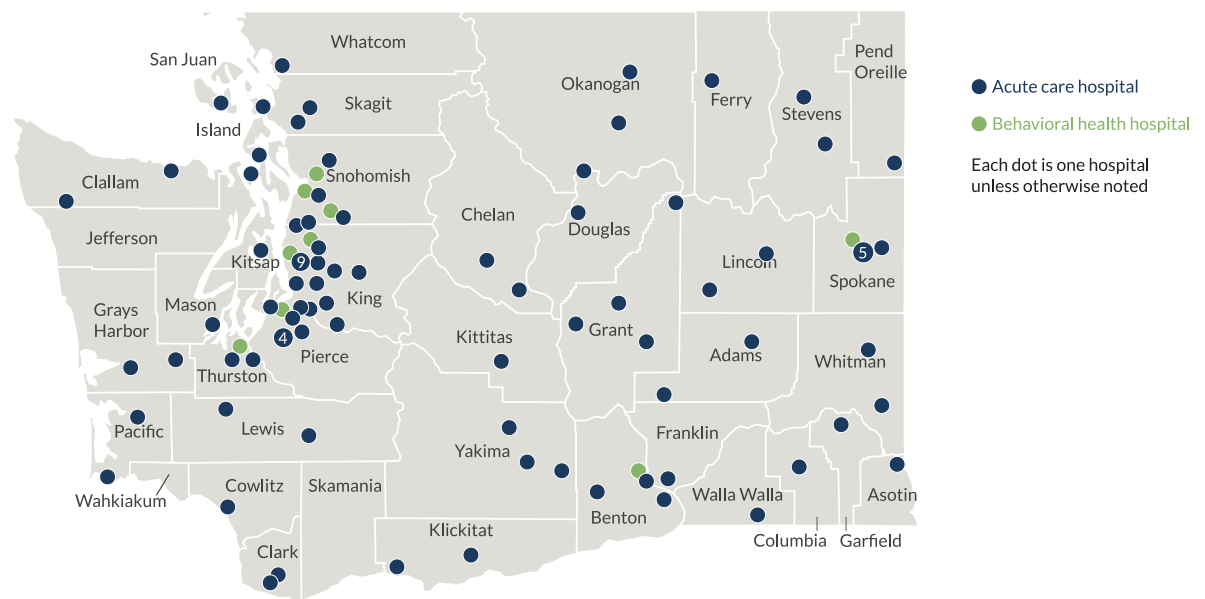 Whatcom
San Juan
Pend
Oreille
Okanogan
Acute care hospital
Ferry
Skagit
Stevens
Island
Behavioral health hospital
Each dot is one hospital
unless otherwise noted
Snohomish
Clallam
Chelan
Douglas
Jefferson
Kitsap
9
Lincoln
5
Spokane
King
Mason
Grays
Harbor
Grant
4
Kittitas
Pierce
Adams
Whitman
Thurston
Pacific
Lewis
Franklin
Yakima
Wahkiakum
Cowlitz
Skamania
Walla Walla
Asotin
Benton
Klickitat
Columbia
Garfield
Clark